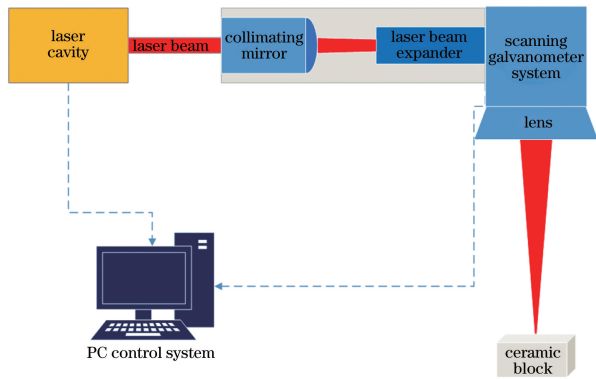 laser
cavity
laser beam
collimating
mirror
laser beam
expander
scanning
galvanometer
system
lens
PC control system
ceramic
block